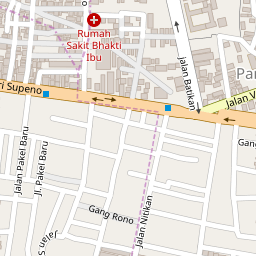 Rumah
Sakit Bhakti
Ibu
Jalan Batikan
Par
ri Supeno
Jalan V
Gang
Jalan Pakel Baru
Jl. Pakel Baru
Gang Rono
Jalan Nitikan
Jalan S